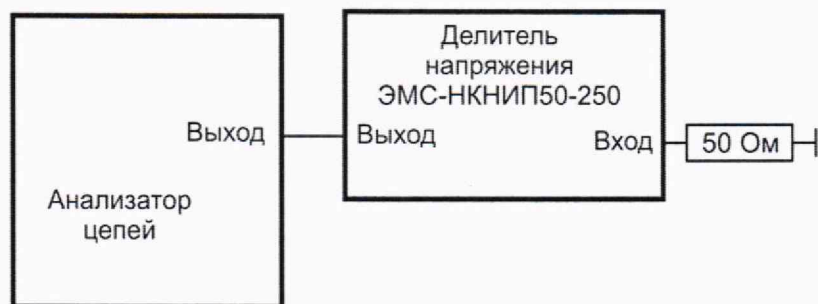 Делитель
напряжения
ЭМС-НКНИП50-250
Выход
Выход
Вход
50 Ом
Анализатор
цепей